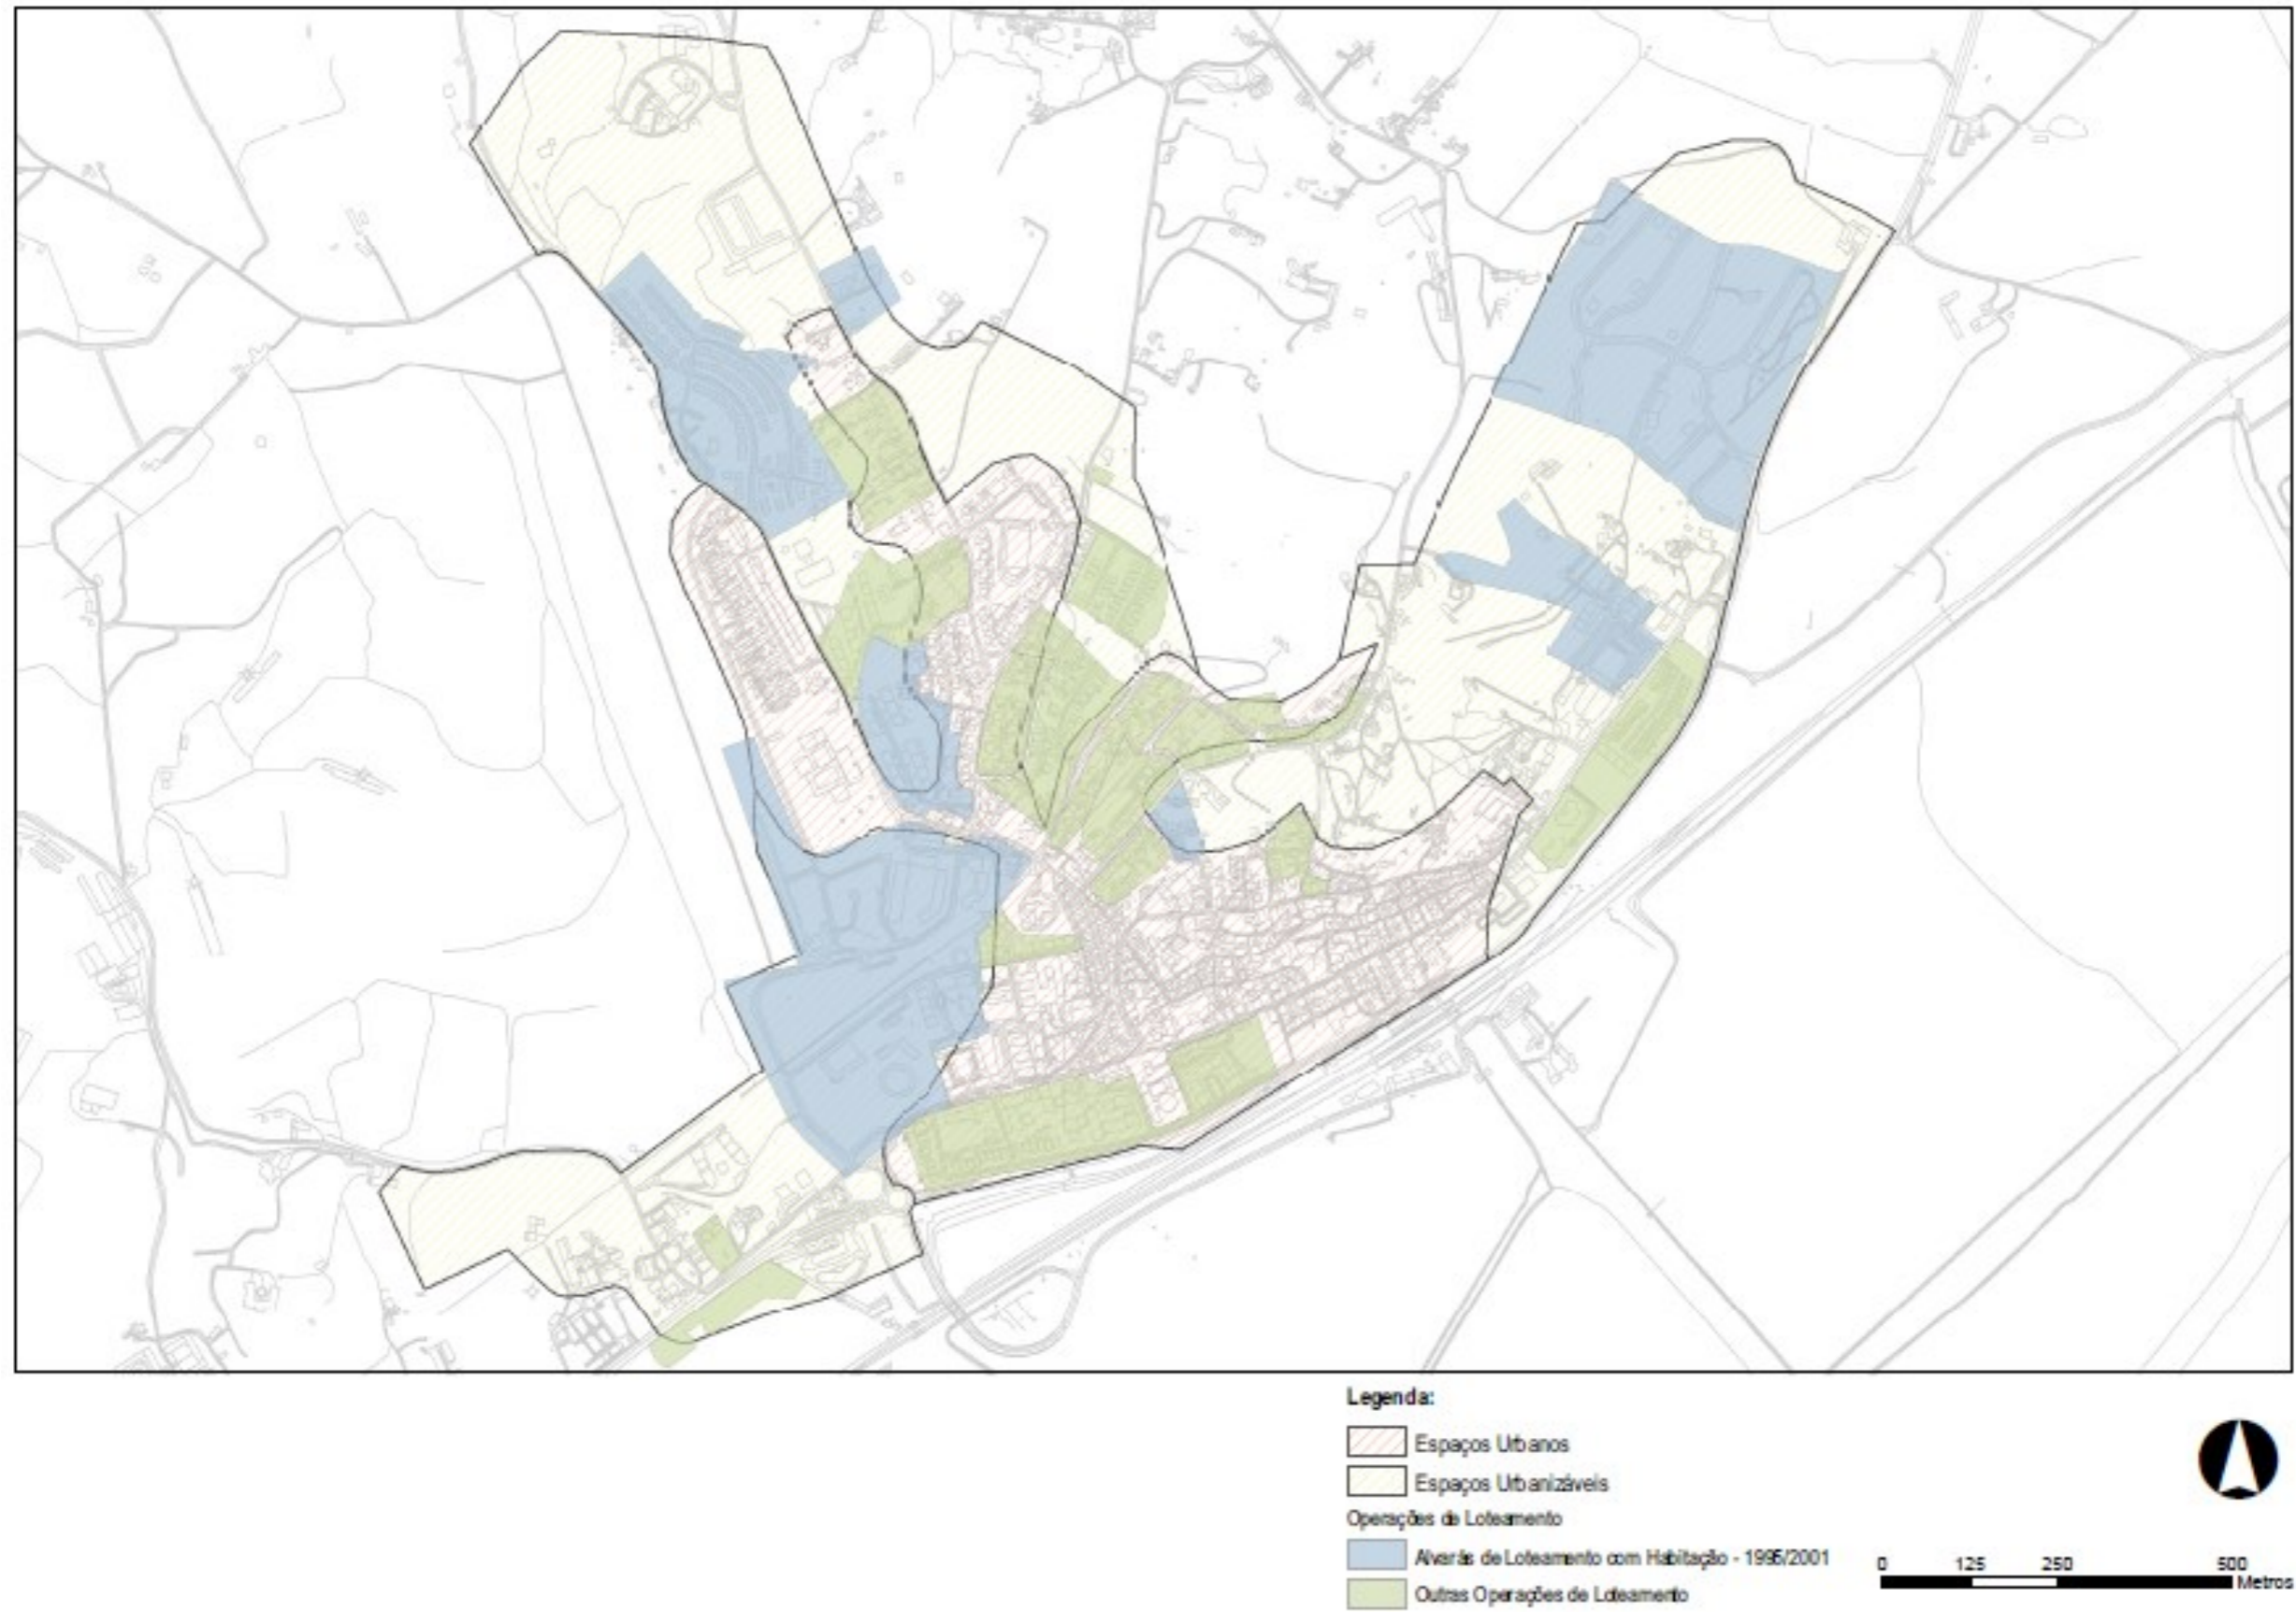 Legenda:
Espaços Urbanos
Espaços Urbanizáveis
Operações de Loteamento
Alvarás de Loteamento com Habitação - 1995/2001
Outras Operações de Loteamento
0 125 250 500
Metros